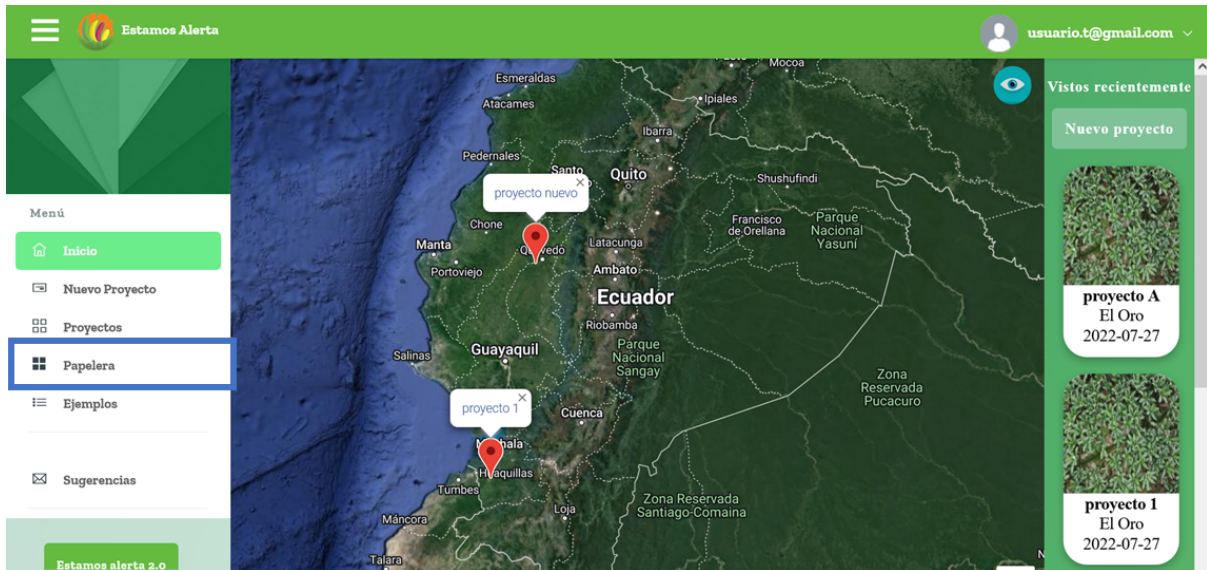 Estamos Alerta
usuario.t@gmail.com
Menú
Inicio
Nuevo Proyecto
Proyectos
Papelera
Ejemplos
Sugerencias
Estamos alerta 2.0
Mocoa
Esmeraldas
Atacames
Ipiales
Ibarra
Pedernales
Santo
Quito
Shushufindi
proyecto nuevo
Chone
Francisco
de Orellana
Parque
Nacional
Yasuní
Manta
Latacunga
Portoviejo
Ambato
Ecuador
Riobamba
Guayaquil
Parque
Nacional
Sangay
Salinas
Zona
Reservada
Pucacuro
proyecto 1
Cuenca
Huaquillas
Tumbes
Zona Reservada
Santiago-Comaina
Loja
Máncora
Talara
Vistos recientemente
Nuevo proyecto
proyecto A
El Oro
2022-07-27
proyecto 1
El Oro
2022-07-27